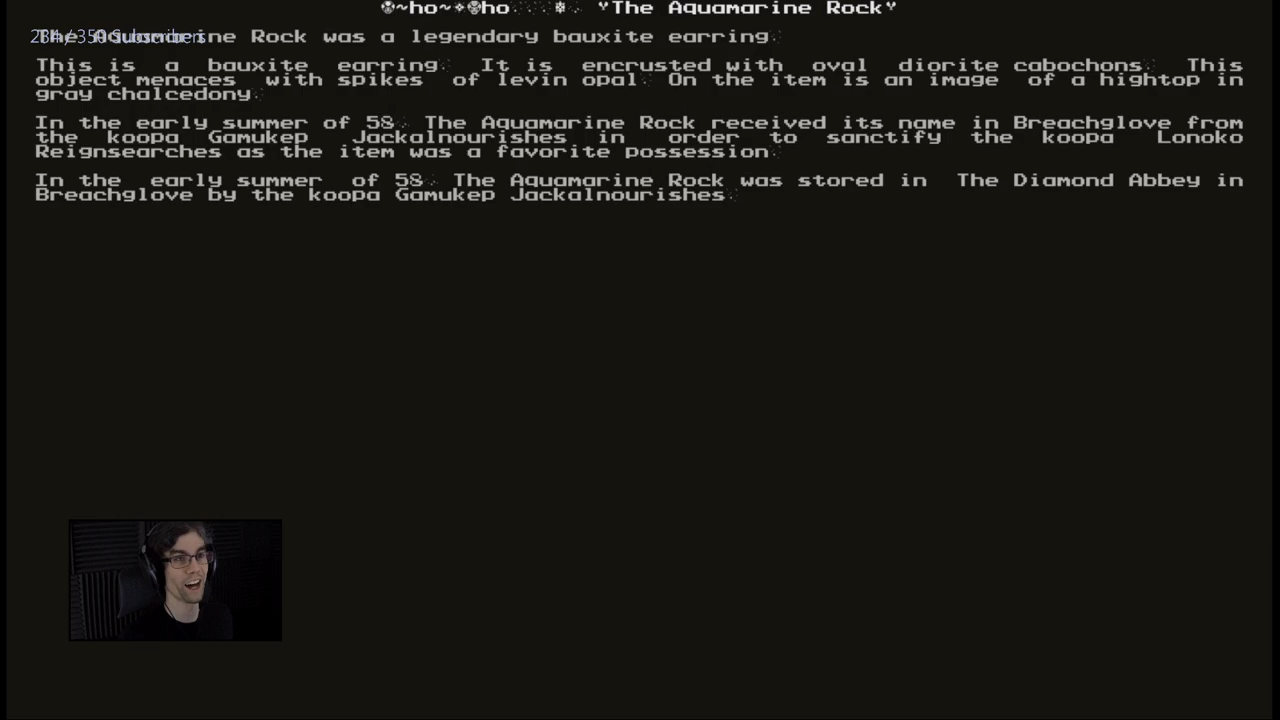 ~ho~ ho "The Aquamarine Rock"
234 / 350 Subscribers
The Aquamarine Rock was a legendary bauxite earring.
This is a bauxite earring. It is encrusted with oval diorite cabochons. This
object menaces with spikes of levin opal. On the item is an image of a hightop in
gray chalcedony.
In the early summer of 58, The Aquamarine Rock received its name in Breachglove from
the koopa Gamukep Jackalnourishes in order to sanctify the koopa Lonoko
Reignsearches as the item was a favorite possession.
In the early summer of 58, The Aquamarine Rock was stored in The Diamond Abbey in
Breachglove by the koopa Gamukep Jackalnourishes.